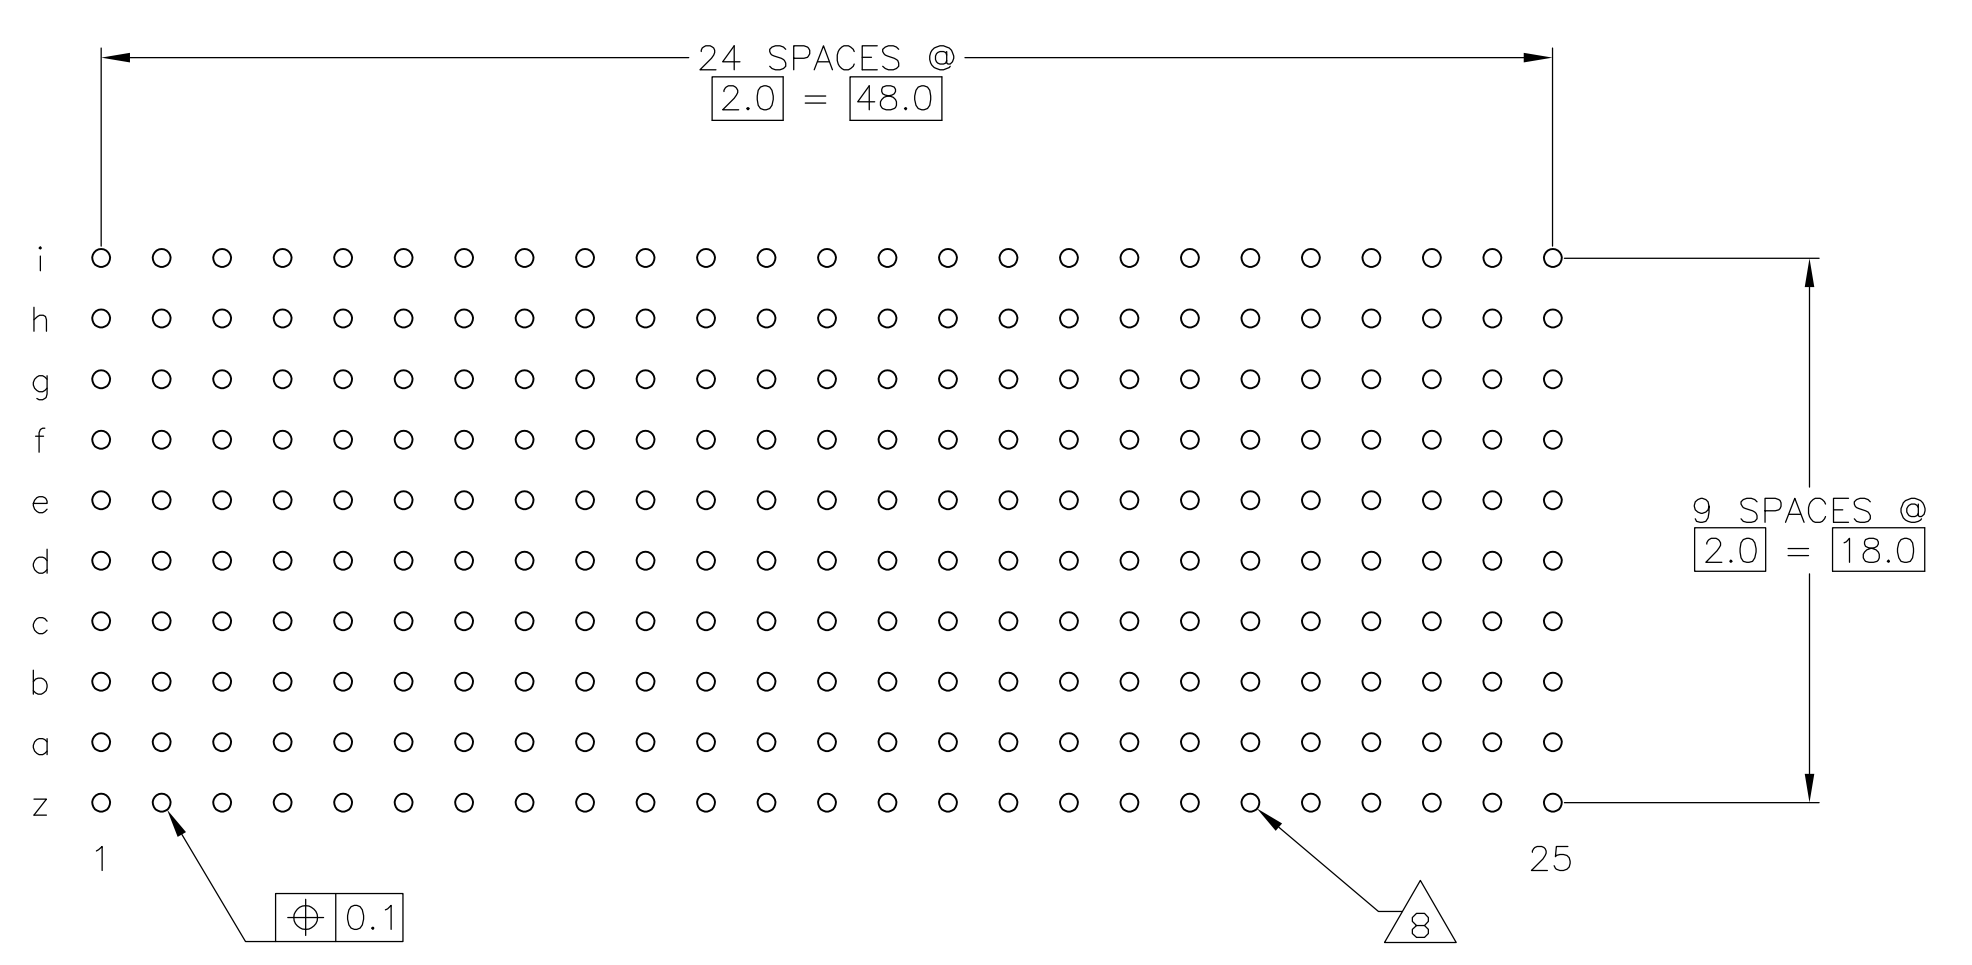 24 SPACES @
2.0 = 48.0
i
h
g
f
e
d
c
b
a
z
9 SPACES @
2.0 = 18.0
1
25
⌖ 0.1
8